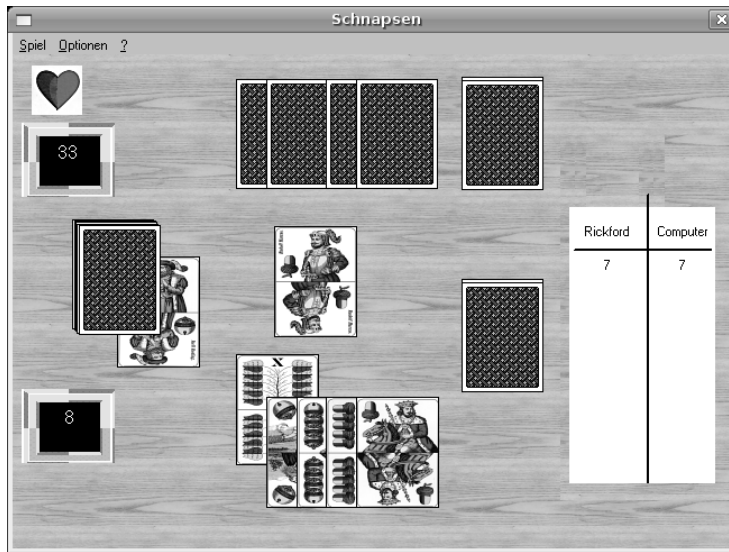 Schnapsen
Spiel Optionen ?
33
Rickford Computer
7 7
X
8